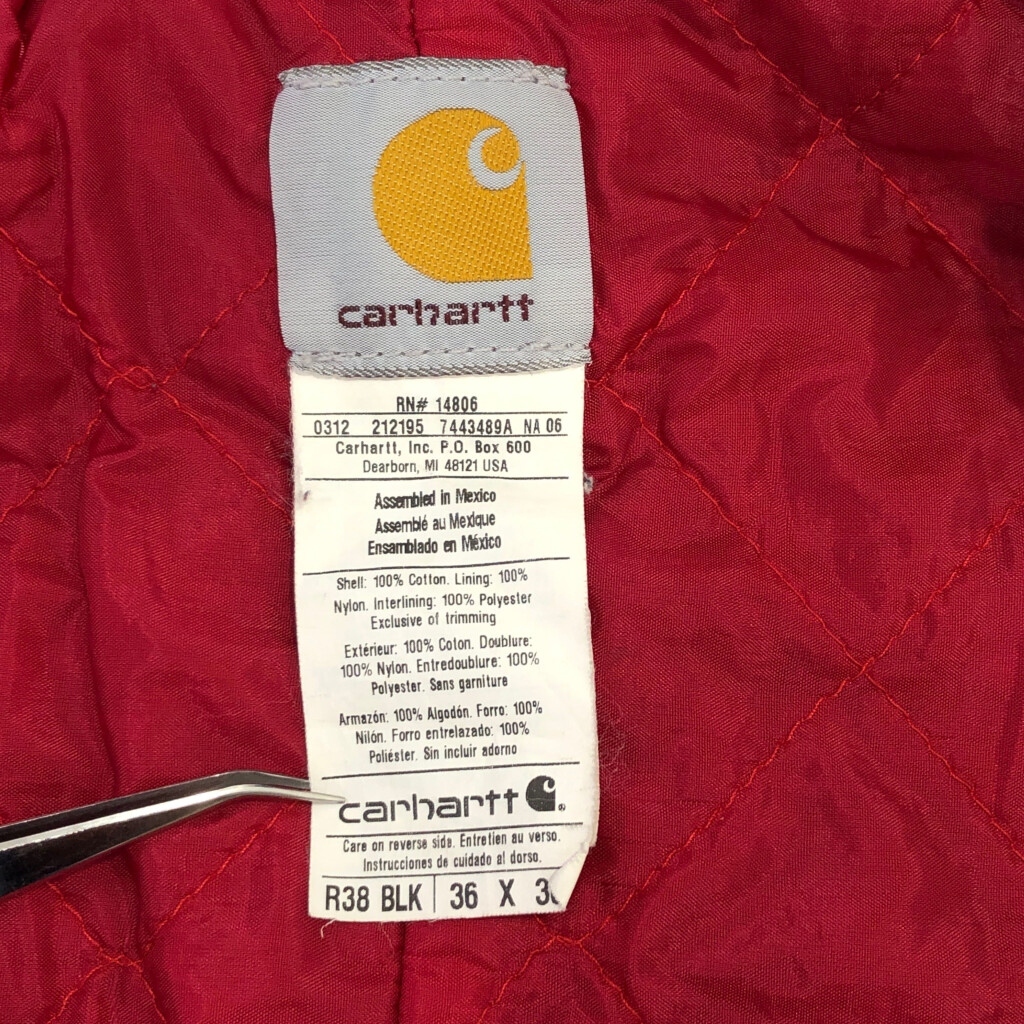 carhartt
RN# 14806
0312 212195 7443489A NA 06
Carhartt, Inc. P.O. Box 600
Dearborn, MI 48121 USA
Assembled in Mexico
Assemblé au Mexique
Ensamblado en México
Shell: 100% Cotton. Lining: 100%
Nylon. Interlining: 100% Polyester
Exclusive of trimming
Extérieur: 100% Coton. Doublure:
100% Nylon. Entredoublure: 100%
Polyester. Sans garniture
Armazón: 100% Algodón. Forro: 100%
Nilón. Forro entrelazado: 100%
Poliéster. Sin incluir adorno
carhartt
Care on reverse side. Entretien au verso.
Instrucciones de cuidado al dorso.
R38 BLK 36 X